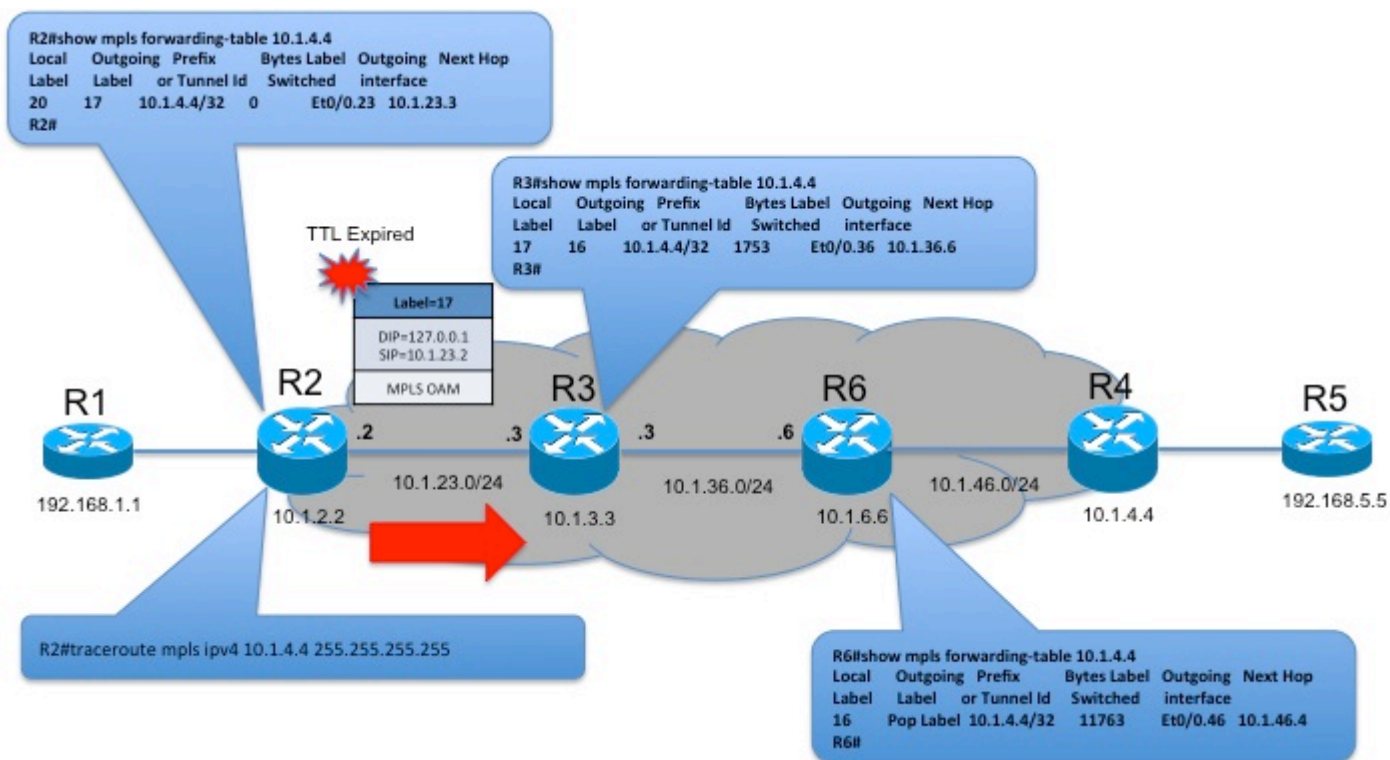 R2#show mpls forwarding-table 10.1.4.4
Local Outgoing Prefix Bytes Label Outgoing Next Hop
Label Label or Tunnel Id Switched interface
20 17 10.1.4.4/32 0 Et0/0.23 10.1.23.3
R2#
R3#show mpls forwarding-table 10.1.4.4
Local Outgoing Prefix Bytes Label Outgoing Next Hop
Label Label or Tunnel Id Switched interface
17 16 10.1.4.4/32 1753 Et0/0.36 10.1.36.6
R3#
TTL Expired
Label=17
DIP=127.0.0.1
SIP=10.1.23.2
MPLS OAM
R1
R2
R3
R6
R4
R5
.2
.3
.3
.6
10.1.23.0/24
10.1.36.0/24
10.1.46.0/24
192.168.1.1
10.1.2.2
10.1.3.3
10.1.6.6
10.1.4.4
192.168.5.5
R2#traceroute mpls ipv4 10.1.4.4 255.255.255.255
R6#show mpls forwarding-table 10.1.4.4
Local Outgoing Prefix Bytes Label Outgoing Next Hop
Label Label or Tunnel Id Switched interface
16 Pop Label 10.1.4.4/32 11763 Et0/0.46 10.1.46.4
R6#